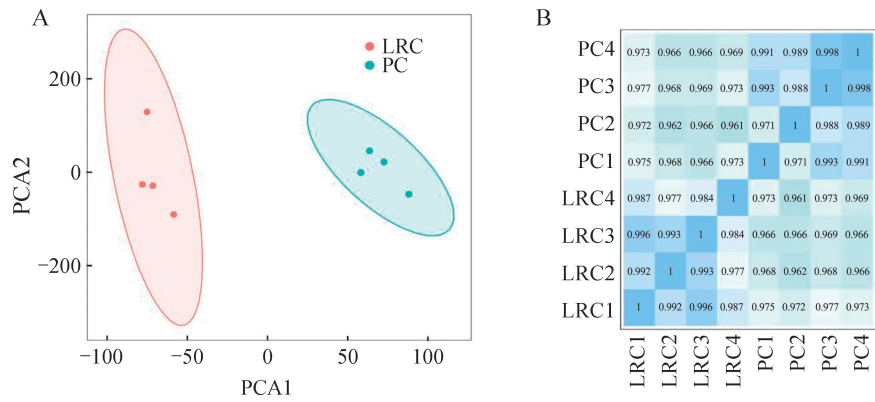 A
LRC
PC
200
0
−200
PCA2
−100
−50
0
50
100
PCA1
B
PC4 0.973 0.966 0.966 0.969 0.991 0.989 0.998 1
PC3 0.977 0.968 0.969 0.973 0.993 0.988 1 0.998
PC2 0.972 0.962 0.966 0.961 0.971 1 0.988 0.989
PC1 0.975 0.968 0.966 0.973 1 0.971 0.993 0.991
LRC4 0.987 0.977 0.984 1 0.973 0.961 0.973 0.969
LRC3 0.996 0.993 1 0.984 0.966 0.966 0.969 0.966
LRC2 0.992 1 0.993 0.977 0.968 0.962 0.968 0.966
LRC1 1 0.992 0.996 0.987 0.975 0.972 0.977 0.973
LRC1 LRC2 LRC3 LRC4 PC1 PC2 PC3 PC4